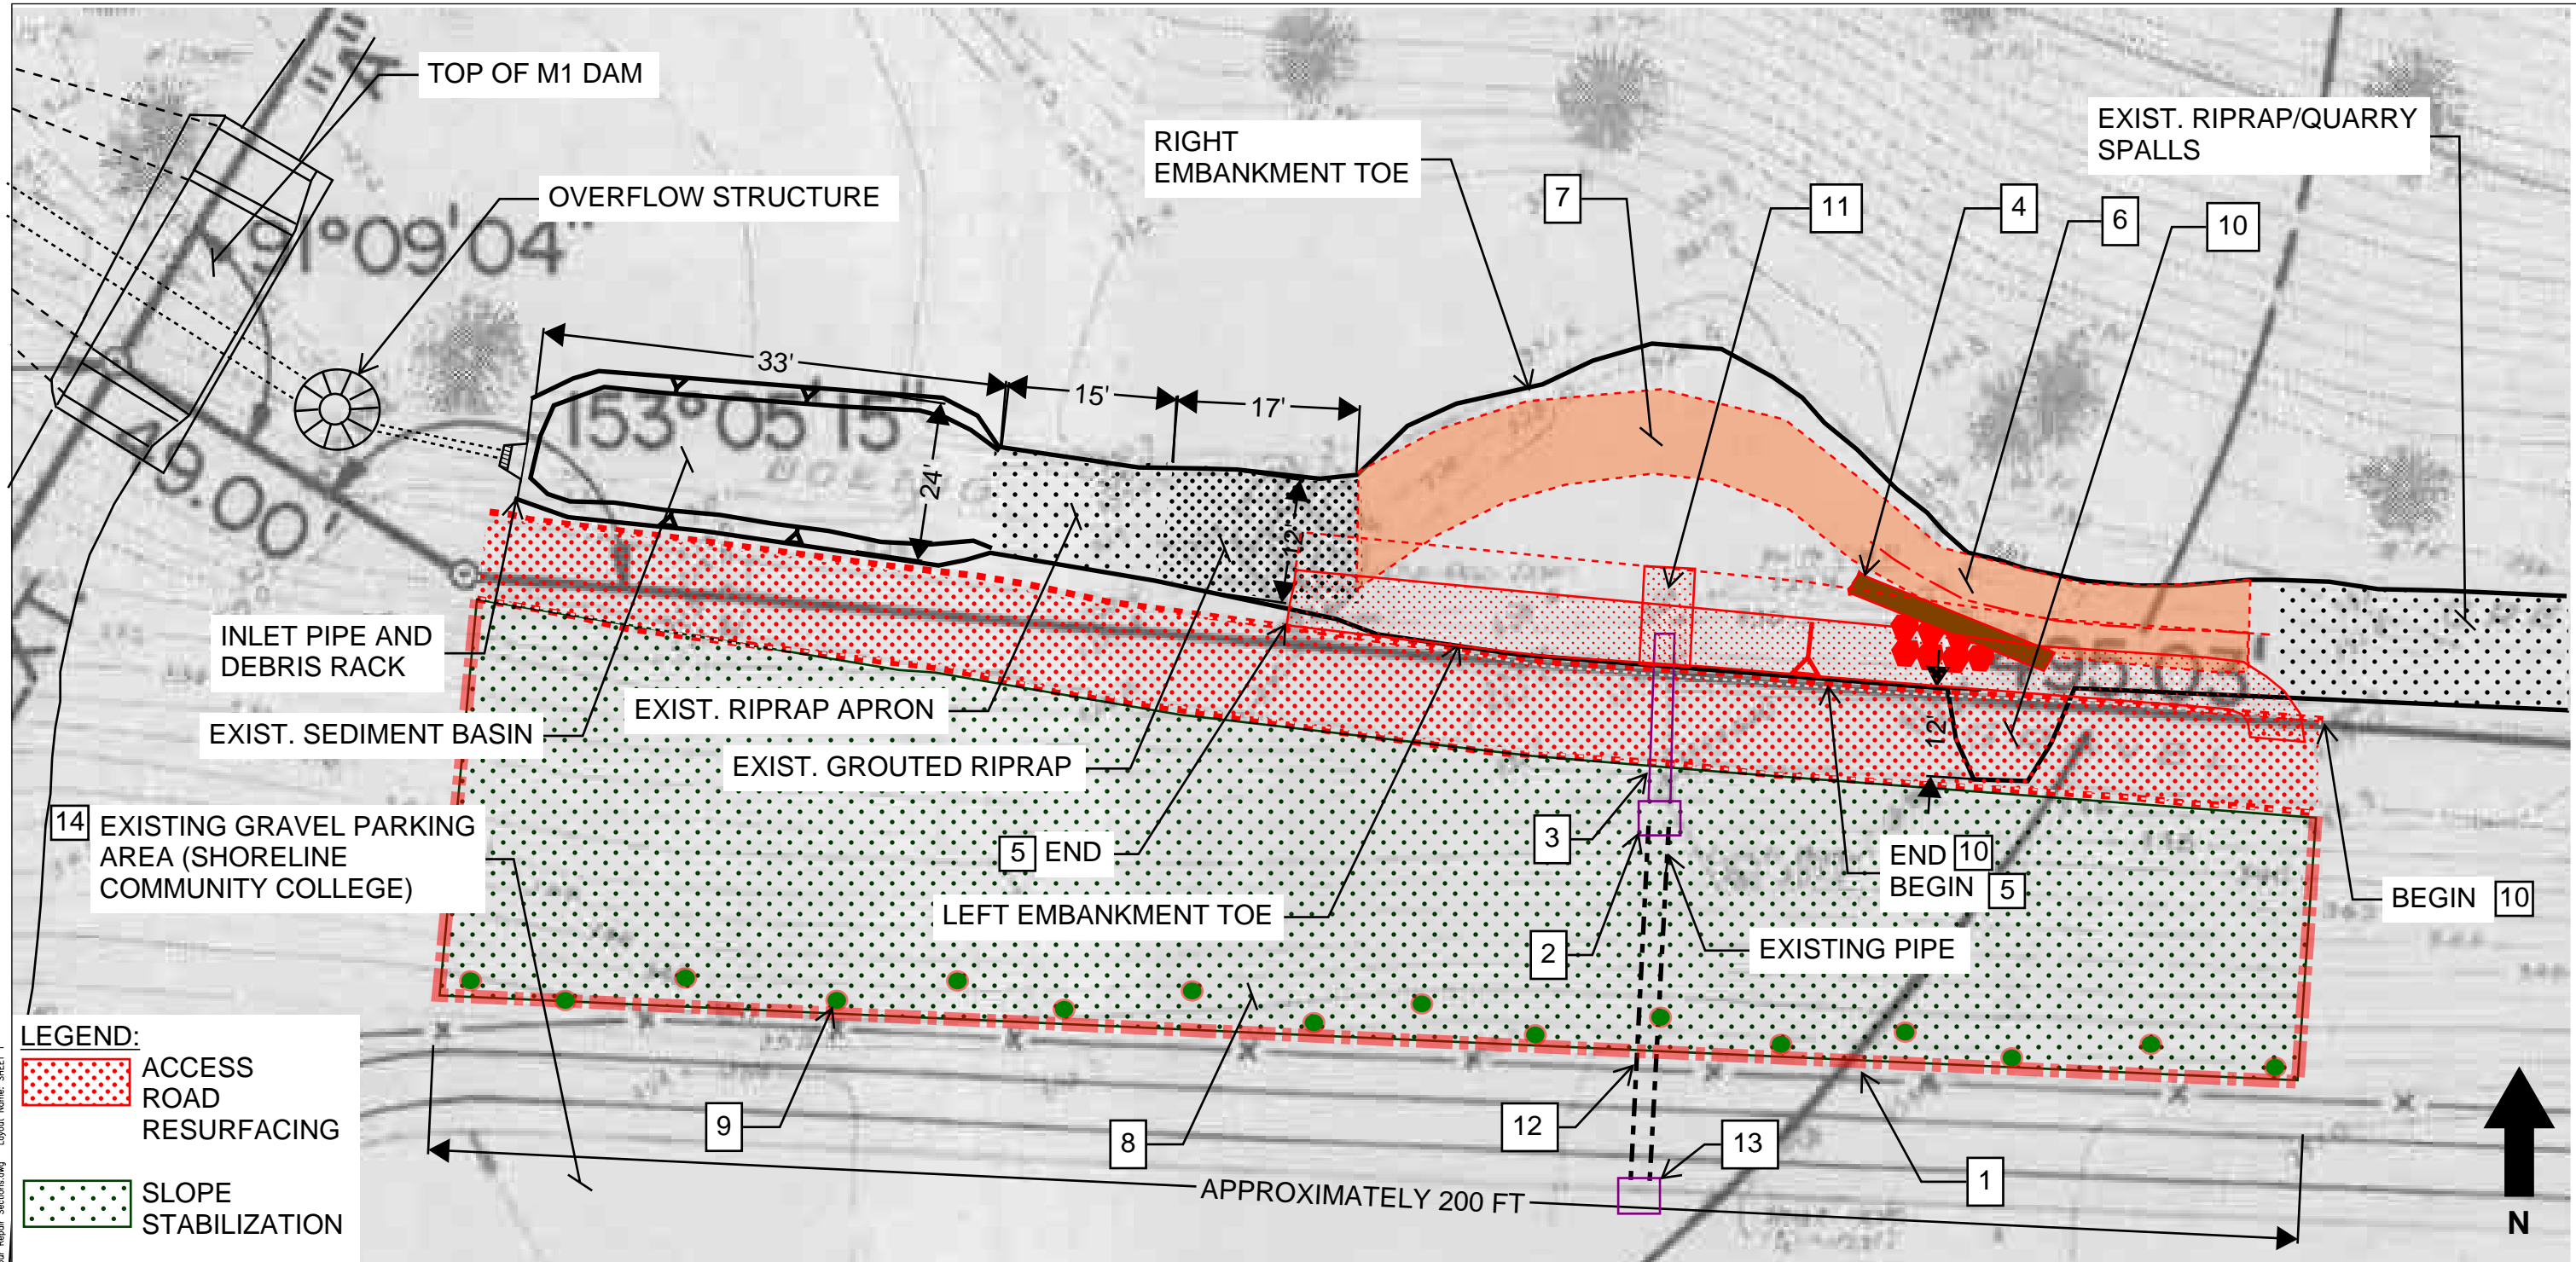 "A"
TOP OF M1 DAM
OVERFLOW STRUCTURE
91°09'04"
RIGHT
EMBANKMENT TOE
EXIST. RIPRAP/QUARRY
SPALLS
7
11
4
6
10
33'
15'
17'
153°05'15"
24'
12'
9.00'
495.03'
12'
INLET PIPE AND
DEBRIS RACK
EXIST. SEDIMENT BASIN
EXIST. RIPRAP APRON
EXIST. GROUTED RIPRAP
14 EXISTING GRAVEL PARKING
AREA (SHORELINE
COMMUNITY COLLEGE)
5 END
LEFT EMBANKMENT TOE
3
2
EXISTING PIPE
END 10
BEGIN 5
BEGIN 10
9
8
12
13
1
APPROXIMATELY 200 FT
LEGEND:
ACCESS
ROAD
RESURFACING
SLOPE
STABILIZATION
N